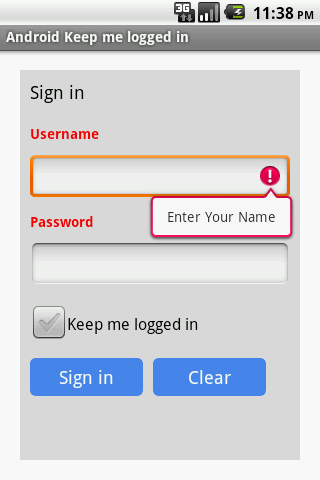 3G 11:38 PM
Android Keep me logged in
Sign in
Username
!
Enter Your Name
Password
Keep me logged in
Sign in Clear